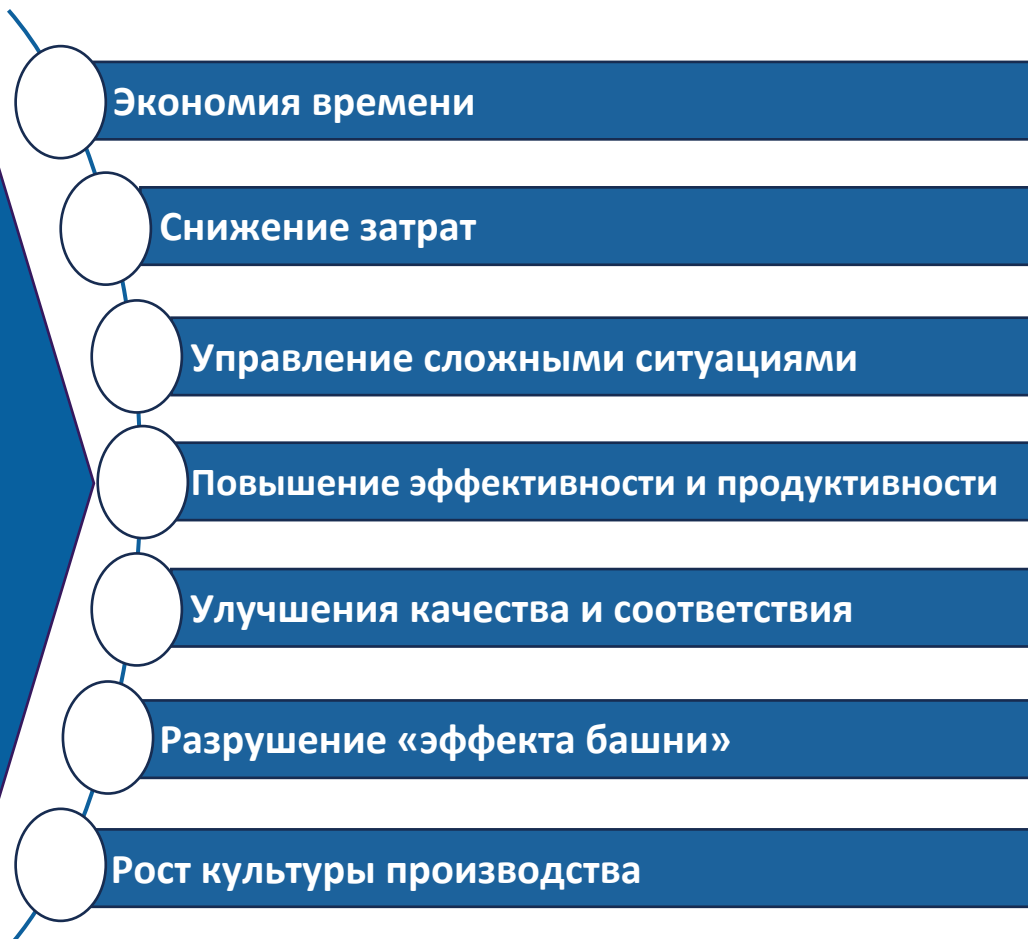 Экономия времени
Снижение затрат
Управление сложными ситуациями
Повышение эффективности и продуктивности
Улучшения качества и соответствия
Разрушение «эффекта башни»
Рост культуры производства